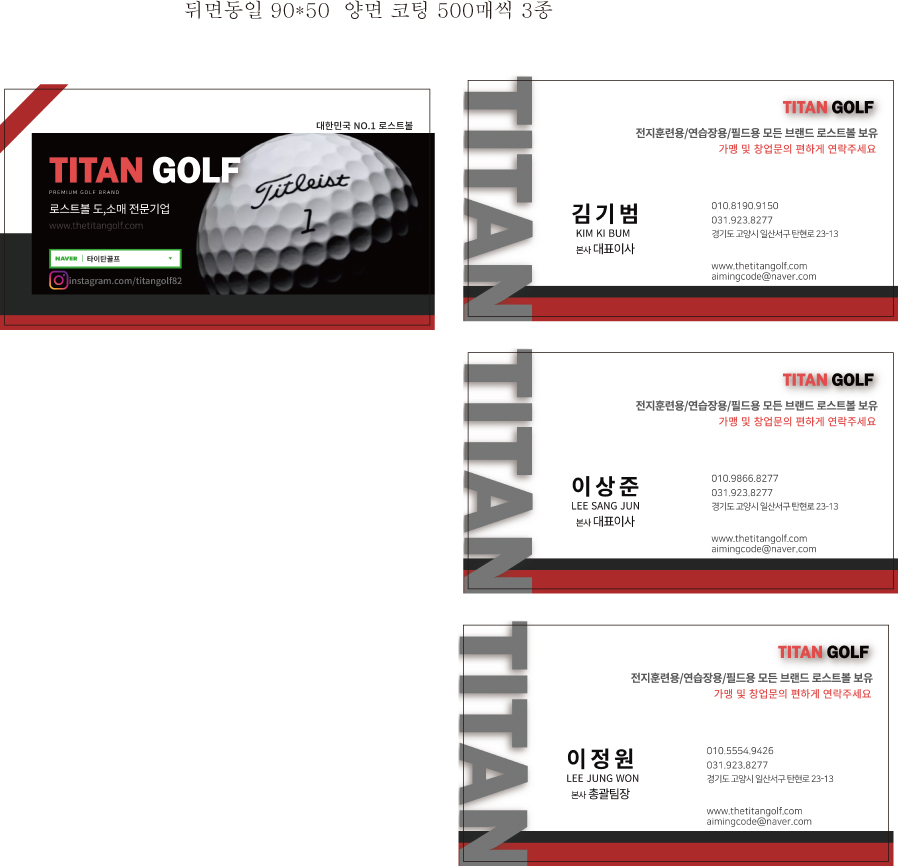 뒤면동일 90*50 양면 코팅 500매씩 3종
대한민국 NO.1 로스트볼
TITAN GOLF
PREMIUM GOLF BRAND
로스트볼 도,소매 전문기업
www.thetitangolf.com
NAVER 타이탄골프
instagram.com/titangolf82
Titleist
1
TITAN
TITAN GOLF
전지훈련용/연습장용/필드용 모든 브랜드 로스트볼 보유
가맹 및 창업문의 편하게 연락주세요
김기범
KIM KI BUM
본사 대표이사
010.8190.9150
031.923.8277
경기도 고양시 일산서구 탄현로 23-13
www.thetitangolf.com
aimingcode@naver.com
TITAN
TITAN GOLF
전지훈련용/연습장용/필드용 모든 브랜드 로스트볼 보유
가맹 및 창업문의 편하게 연락주세요
이상준
LEE SANG JUN
본사 대표이사
010.9866.8277
031.923.8277
경기도 고양시 일산서구 탄현로 23-13
www.thetitangolf.com
aimingcode@naver.com
TITAN
TITAN GOLF
전지훈련용/연습장용/필드용 모든 브랜드 로스트볼 보유
가맹 및 창업문의 편하게 연락주세요
이정원
LEE JUNG WON
본사 총괄팀장
010.5554.9426
031.923.8277
경기도 고양시 일산서구 탄현로 23-13
www.thetitangolf.com
aimingcode@naver.com